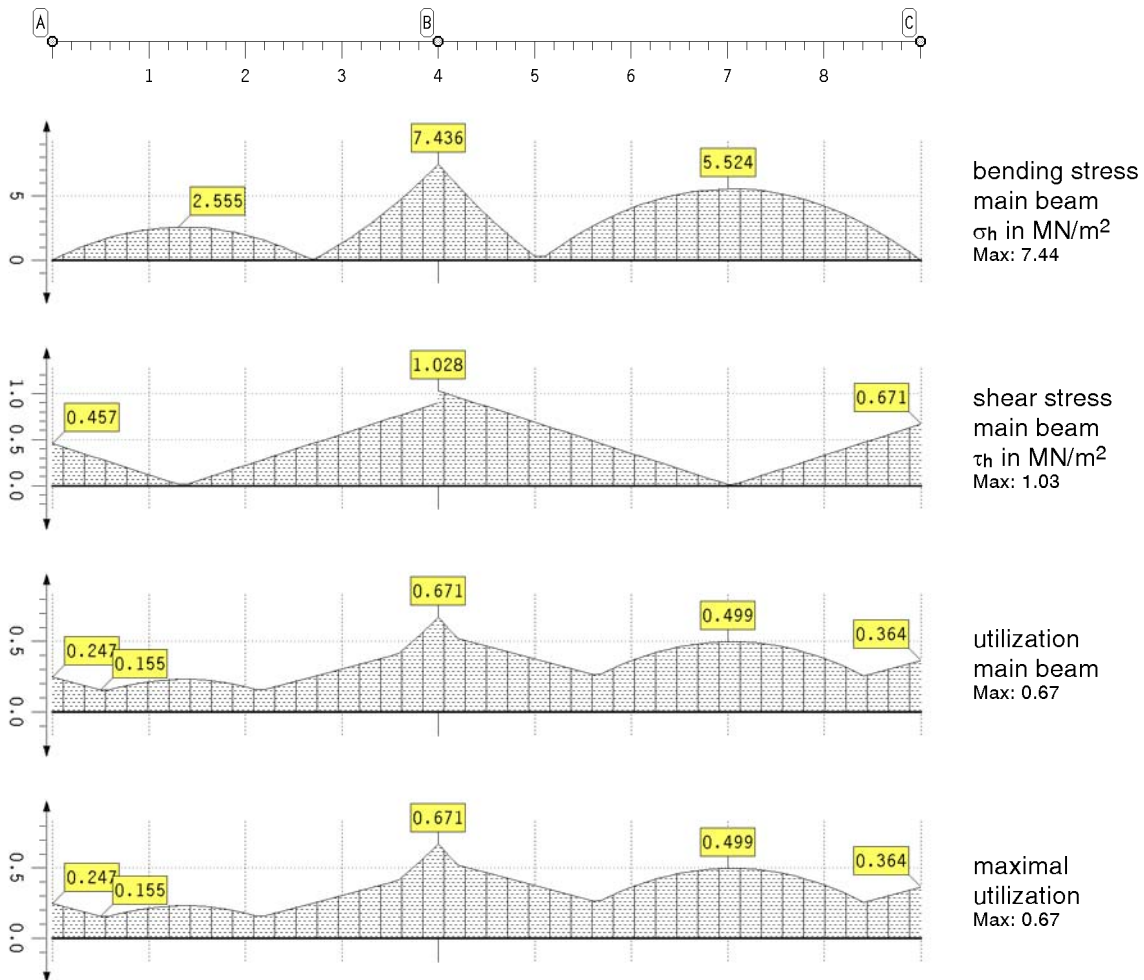 A B C
1 2 3 4 5 6 7 8
7.436
5.524
2.555
5
0
bending stress
main beam
σh in MN/m²
Max: 7.44
1.028
0.671
0.457
1.0
0.5
0.0
shear stress
main beam
τh in MN/m²
Max: 1.03
0.671
0.499
0.364
0.247
0.155
0.5
0.0
utilization
main beam
Max: 0.67
0.671
0.499
0.364
0.247
0.155
0.5
0.0
maximal
utilization
Max: 0.67